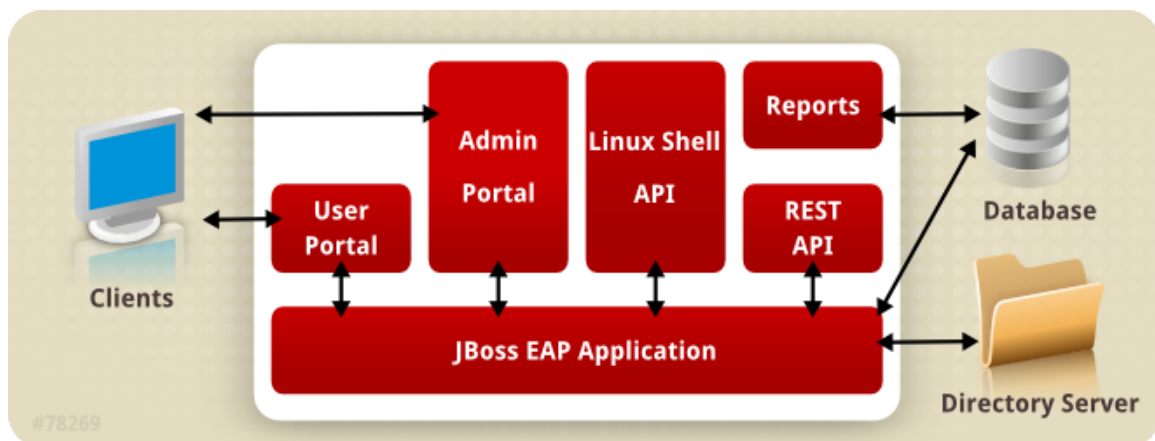 Reports
Admin
Portal
Linux Shell
API
User
Portal
REST
API
Database
Clients
JBoss EAP Application
Directory Server
#78269